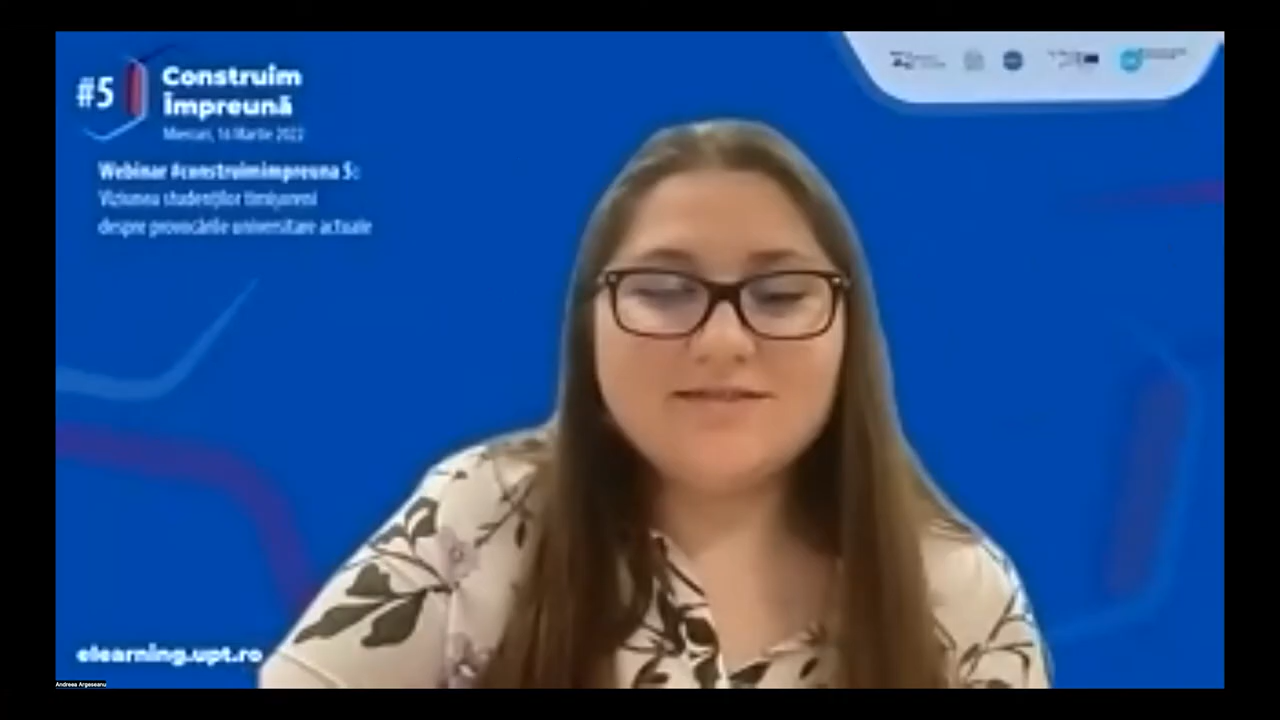 #5
Construim
Împreună
Miercuri, 16 Martie 2022
Webinar #construimimpreuna 5:
Viziunea studenților timișoreni
despre provocările universitare actuale
elearning.upt.ro
Andreea Argeseanu